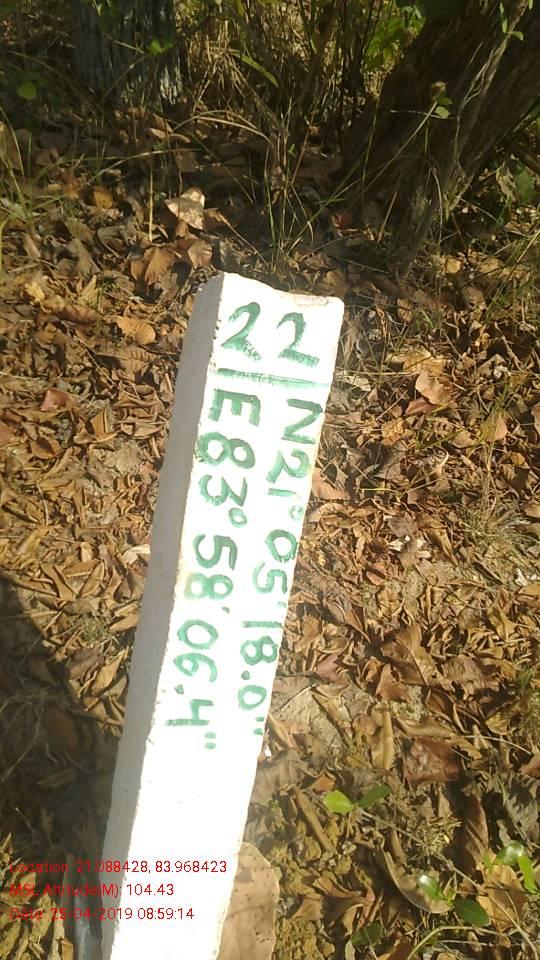 22
N21° 05' 18.0"
E83° 58' 06.4"
Location: 21.088428, 83.968423
MSL Altitude(M): 104.43
Date: 25-04-2019 08:59:14